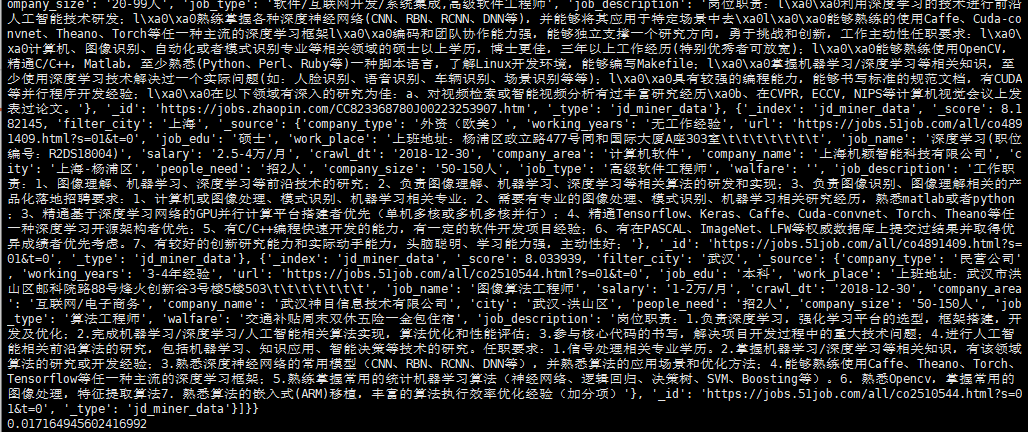 ompany_size': '20-99人', 'job_type': '软件/互联网开发/系统集成,高级软件工程师', 'job_description': '岗位职责: l\xa0\xa0利用深度学习的技术进行前沿
人工智能技术研发; l\xa0\xa0熟练掌握各种深度神经网络(CNN、RBN、RCNN、DNN等), 并能够将其应用于特定场景中去\xa0l\xa0\xa0能够熟练的使用Caffe、Cuda-co
nvnet、Theano、Torch等任一种主流的深度学习框架l\xa0\xa0编码和团队协作能力强, 能够独立支撑一个研究方向, 勇于挑战和创新, 工作主动性任职要求: l\xa0\xa0\
\xa0计算机、图像识别、自动化或者模式识别专业等相关领域的硕士以上学历, 博士更佳, 三年以上工作经历(特别优秀者可放宽); l\xa0\xa0能够熟练使用OpenCV,
精通C/C++, Matlab, 至少熟悉(Python、Perl、Ruby等)一种脚本语言, 了解Linux开发环境, 能够编写Makefile; l\xa0\xa0掌握机器学习/深度学习等相关知识, 至
少使用深度学习技术解决过一个实际问题(如: 人脸识别、语音识别、车辆识别、场景识别等等); l\xa0\xa0具有较强的编程能力, 能够书写标准的规范文档, 有CUDA
等并行程序开发经验; l\xa0\xa0在以下领域有深入的研究为佳: a、对视频检索或智能视频分析有过丰富研究经历\xa0b、在CVPR, ECCV, NIPS等计算机视觉会议上发
表过论文。'}, '_id': 'https://jobs.zhaopin.com/CC823368780J00223253907.htm', '_type': 'jd_miner_data'}, {'_index': 'jd_miner_data', '_score': 8.1
82145, 'filter_city': '上海', '_source': {'company_type': '外资 (欧美) ', 'working_years': '无工作经验', 'url': 'https://jobs.51job.com/all/co489
1409.html?s=01&t=0', 'job_edu': '硕士', 'work_place': '上班地址: 杨浦区政立路477号同和国际大厦A座303室\t\t\t\t\t\t\t', 'job_name': '深度学习(职位
编号: R2DS18004)', 'salary': '2.5-4万/月', 'crawl_dt': '2018-12-30', 'company_area': '计算机软件', 'company_name': '上海机颖智能科技有限公司', 'c
ity': '上海-杨浦区', 'people_need': '招2人', 'company_size': '50-150人', 'job_type': '高级软件工程师', 'walfare': '', 'job_description': '工作职
责: 1、图像理解、机器学习、深度学习等前沿技术的研究; 2、负责图像理解、机器学习、深度学习等相关算法的研发和实现; 3、负责图像识别、图像理解相关的产
品化落地招聘要求: 1、计算机或图像处理、模式识别、机器学习相关专业; 2、需要有专业的图像处理、模式识别、机器学习相关研究经历, 熟悉matlab或者python
; 3、精通基于深度学习网络的GPU并行计算平台搭建者优先 (单机多核或多机多核并行) ; 4、精通Tensorflow、Keras、Caffe、Cuda-convnet、Torch、Theano等任
一种深度学习开源架构者优先; 5、有C/C++编程快速开发的能力, 有一定的软件开发项目经验; 6、有在PASCAL、ImageNet、LFW等权威数据库上提交过结果并取得优
异成绩者优先考虑。7、有较好的创新研究能力和实际动手能力, 头脑聪明、学习能力强, 主动性好; '}, '_id': 'https://jobs.51job.com/all/co4891409.html?s=
01&t=0', '_type': 'jd_miner_data'}, {'_index': 'jd_miner_data', '_score': 8.033939, 'filter_city': '武汉', '_source': {'company_type': '民营公司'
, 'working_years': '3-4年经验', 'url': 'https://jobs.51job.com/all/co2510544.html?s=01&t=0', 'job_edu': '本科', 'work_place': '上班地址: 武汉市洪
山区邮科院路88号烽火创新谷3号楼5楼503\t\t\t\t\t\t\t', 'job_name': '图像算法工程师', 'salary': '1-2万/月', 'crawl_dt': '2018-12-30', 'company_area
': '互联网/电子商务', 'company_name': '武汉神目信息技术有限公司', 'city': '武汉-洪山区', 'people_need': '招2人', 'company_size': '50-150人', 'job_
type': '算法工程师', 'walfare': '交通补贴周末双休五险一金包住宿', 'job_description': '岗位职责: 1.负责深度学习, 强化学习平台的选型, 框架搭建, 开
发及优化; 2.完成机器学习/深度学习/人工智能相关算法实现, 算法优化和性能评估; 3.参与核心代码的书写, 解决项目开发过程中的重大技术问题; 4.进行人工智
能相关前沿算法的研究, 包括机器学习、知识应用、智能决策等技术的研究。任职要求: 1.信号处理相关专业学历。2.掌握机器学习/深度学习等相关知识, 有该领域
算法的研究或开发经验; 3.熟悉深度神经网络的常用模型 (CNN、RBN、RCNN、DNN等) , 并熟悉算法的应用场景和优化方法; 4.能够熟练使用Caffe、Theano、Torch、
Tensorflow等任一种主流的深度学习框架; 5.熟练掌握常用的统计机器学习算法 (神经网络、逻辑回归、决策树、SVM、Boosting等) 。6. 熟悉Opencv, 掌握常用的图
像处理, 特征提取算法7. 熟悉算法的嵌入式(ARM)移植, 丰富的算法执行效率优化经验 (加分项) '}, '_id': 'https://jobs.51job.com/all/co2510544.html?s=0
1&t=0', '_type': 'jd_miner_data'}]}}
0.017164945602416992